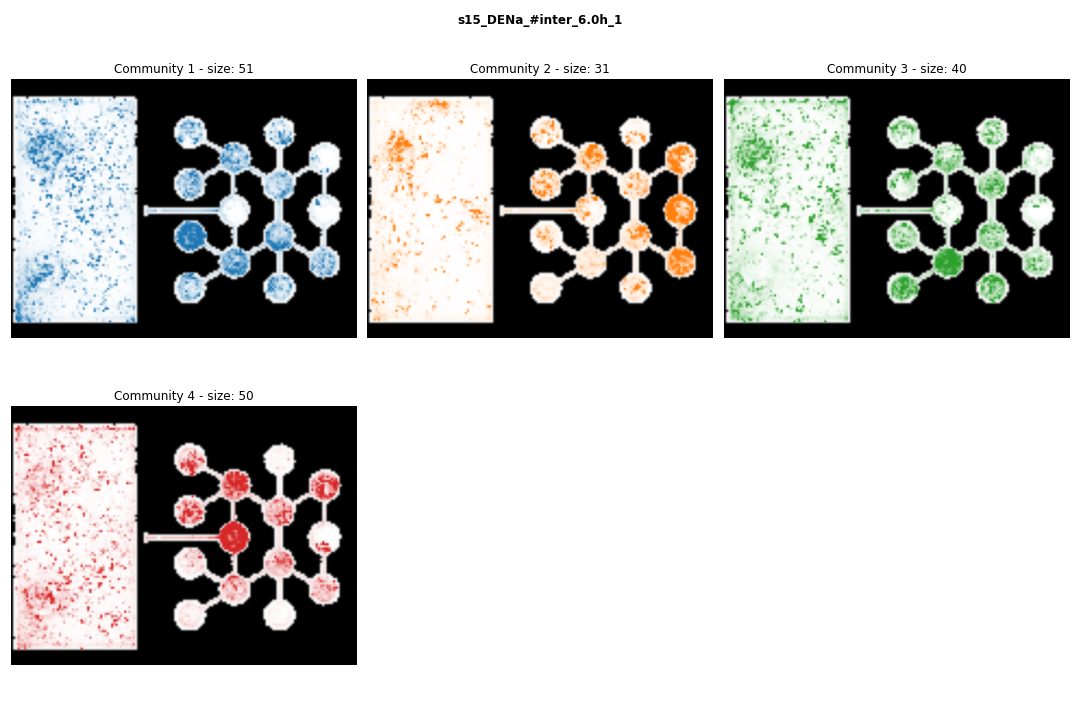 s15_DENa_#inter_6.0h_1
Community 1 - size: 51
Community 2 - size: 31
Community 3 - size: 40
Community 4 - size: 50